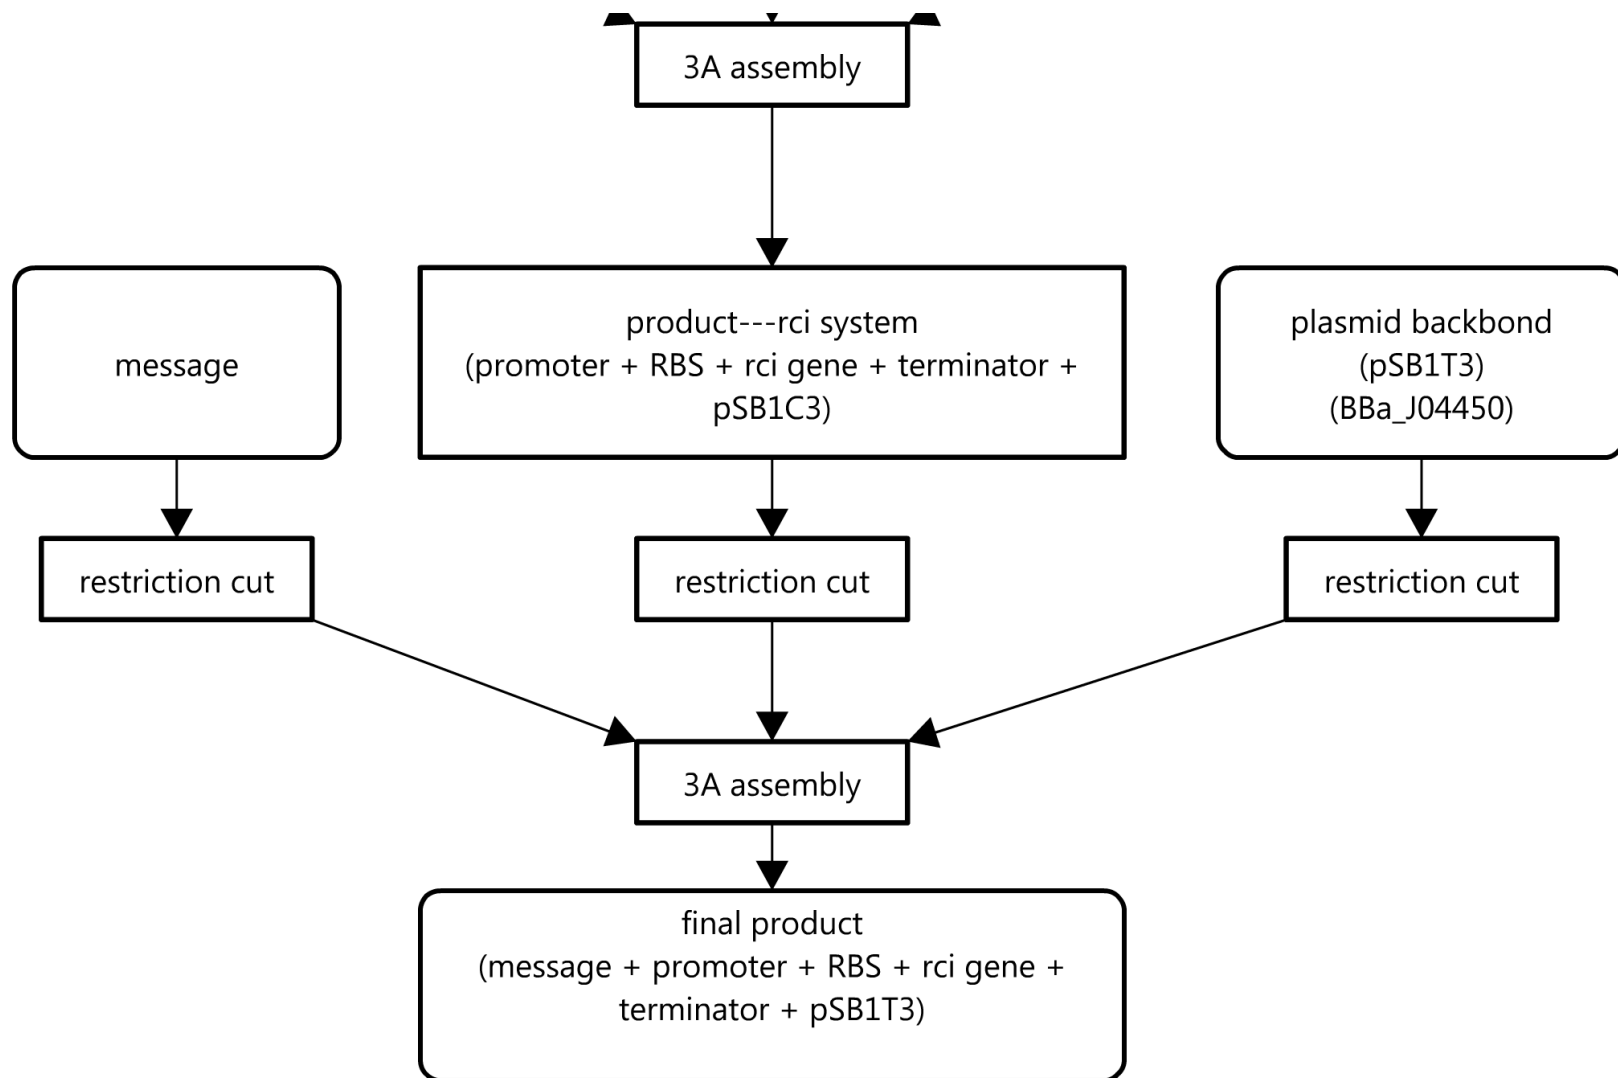 3A assembly
message
product---rci system
(promoter + RBS + rci gene + terminator +
pSB1C3)
plasmid backbond
(pSB1T3)
(BBa_J04450)
restriction cut
restriction cut
restriction cut
3A assembly
final product
(message + promoter + RBS + rci gene +
terminator + pSB1T3)